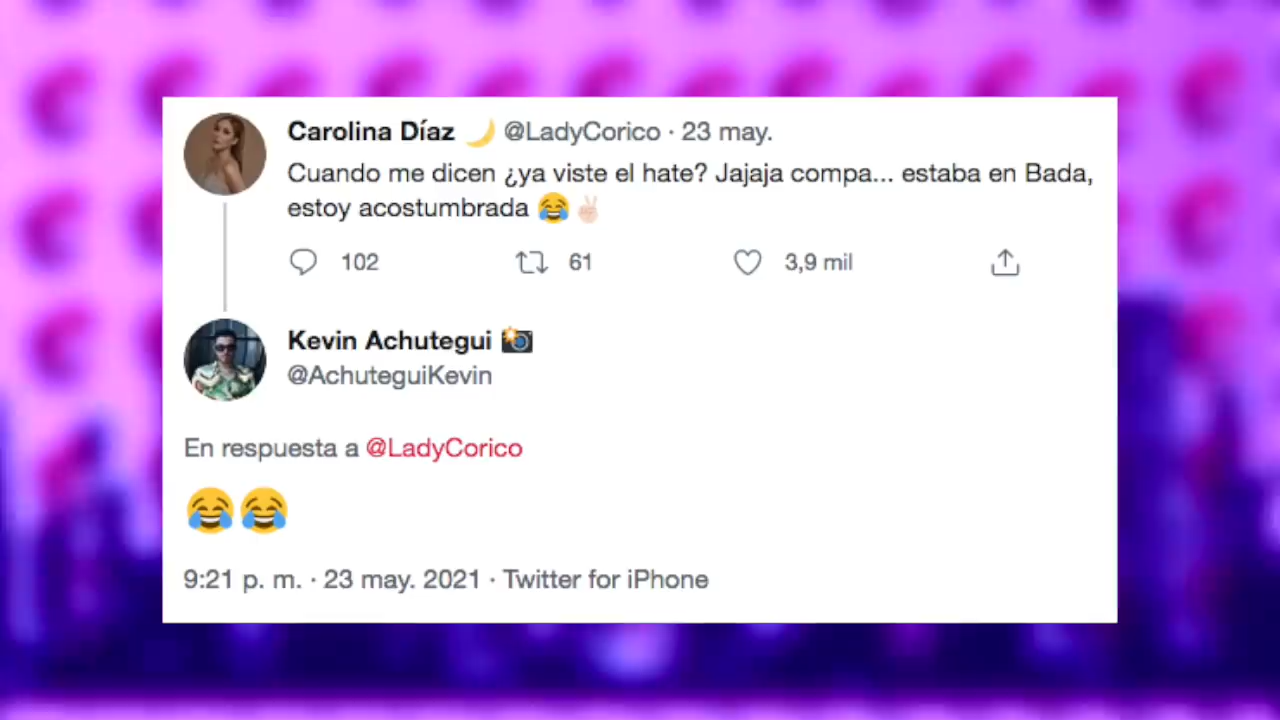 Carolina Díaz 🌙 @LadyCorico · 23 may.
Cuando me dicen ¿ya viste el hate? Jajaja compa... estaba en Bada,
estoy acostumbrada 😂✌🏻
102 61 3,9 mil
Kevin Achutegui 📸
@AchuteguiKevin
En respuesta a @LadyCorico
😂😂
9:21 p. m. · 23 may. 2021 · Twitter for iPhone